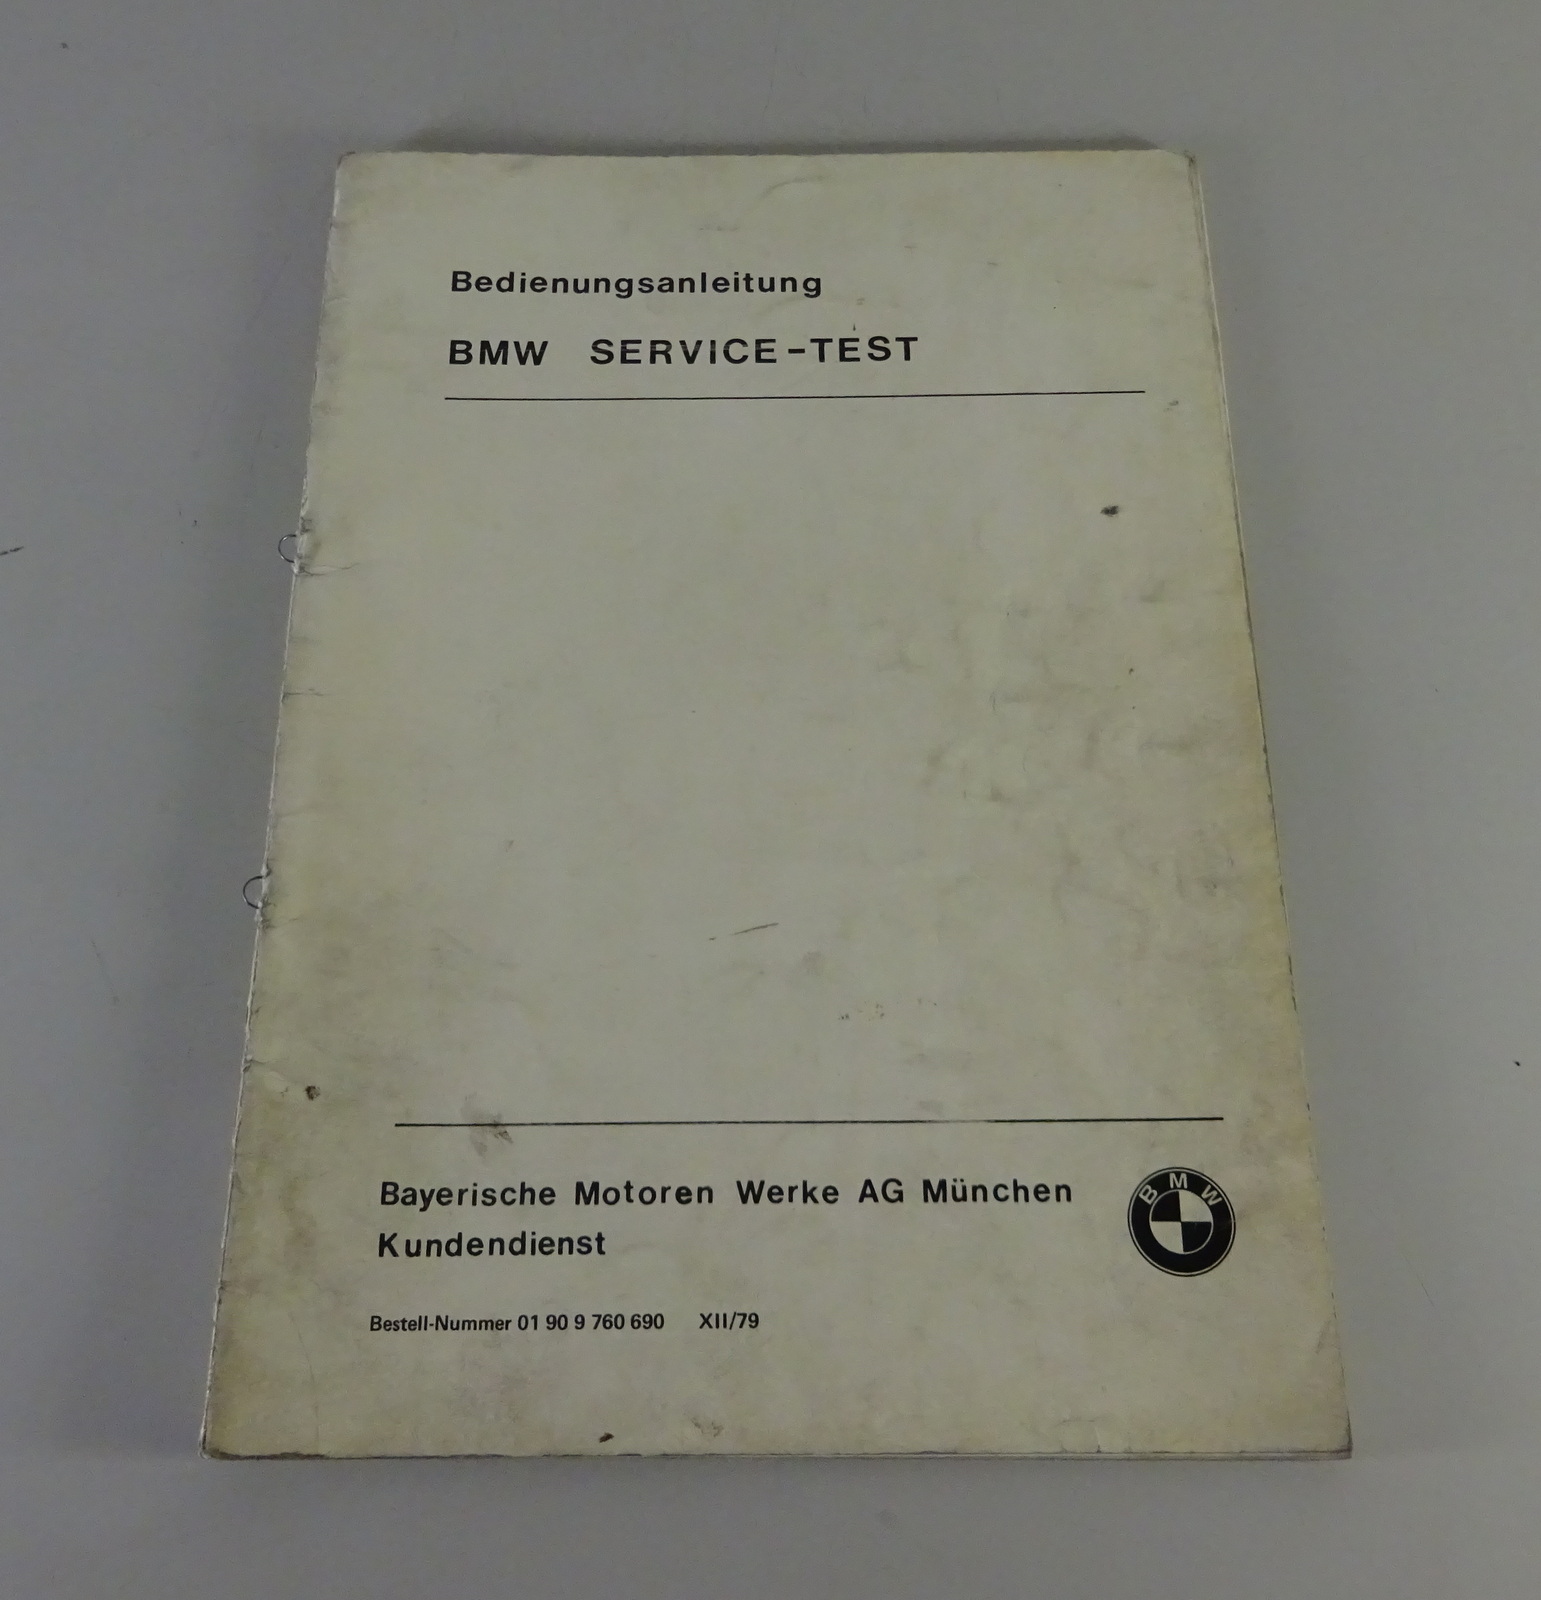 Bedienungsanleitung
BMW SERVICE-TEST
Bayerische Motoren Werke AG München
Kundendienst
BMW
Bestell-Nummer 01 90 9 760 690 XII/79